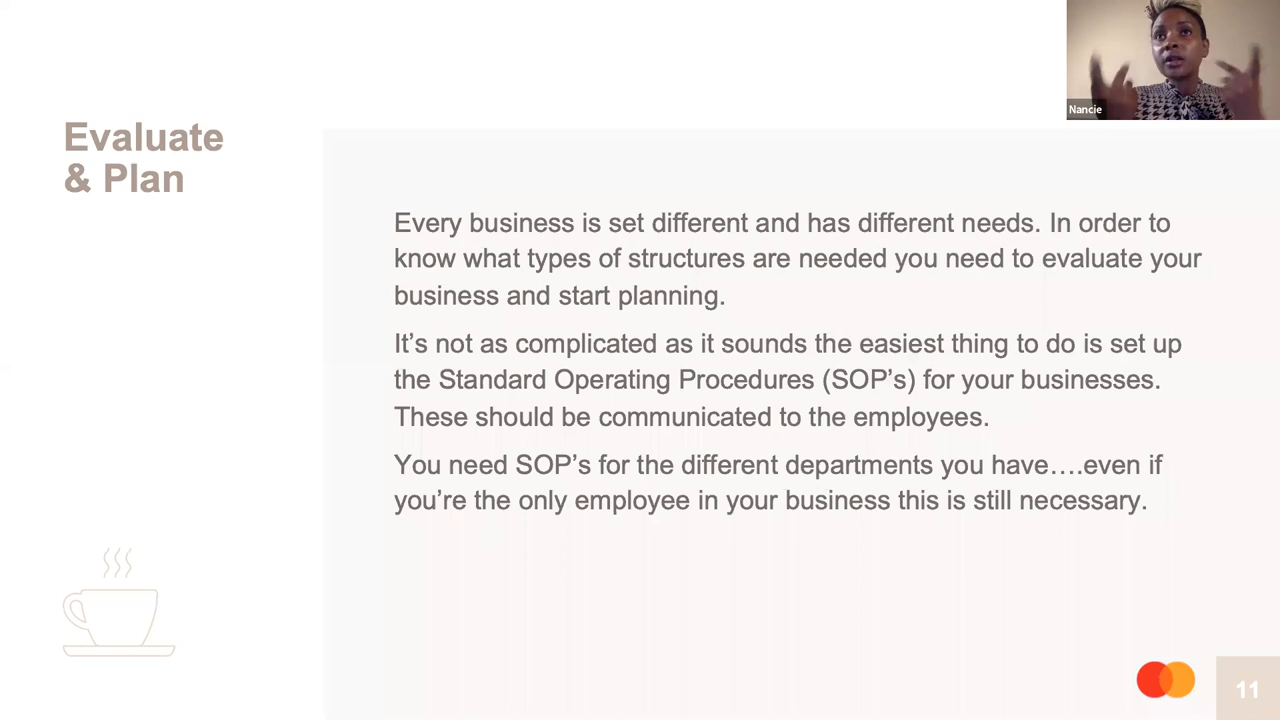 Nancie
Evaluate
& Plan
Every business is set different and has different needs. In order to
know what types of structures are needed you need to evaluate your
business and start planning.
It’s not as complicated as it sounds the easiest thing to do is set up
the Standard Operating Procedures (SOP’s) for your businesses.
These should be communicated to the employees.
You need SOP’s for the different departments you have….even if
you’re the only employee in your business this is still necessary.
11